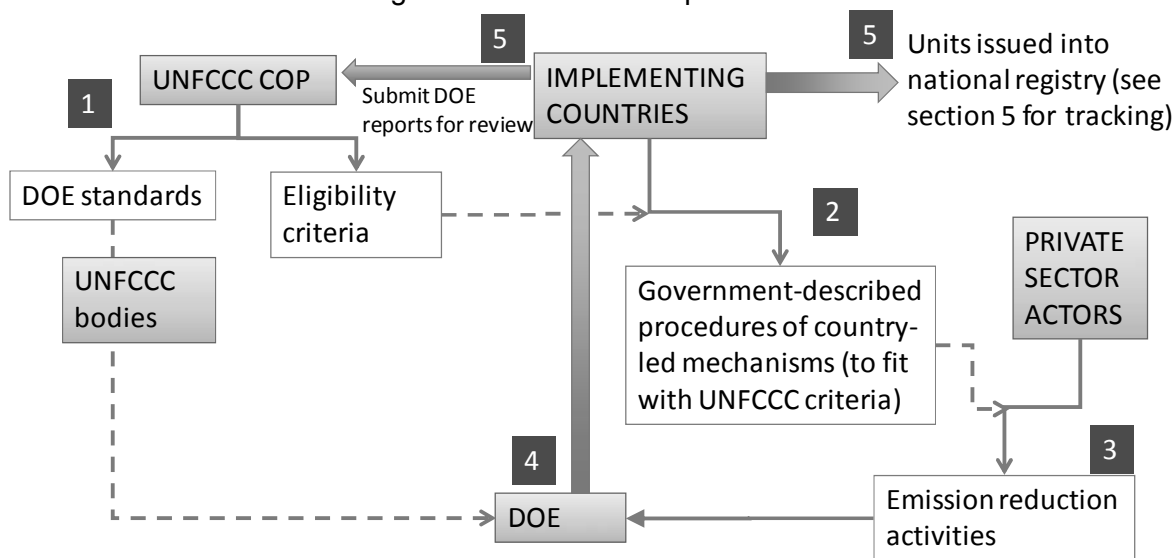 5
5
Units issued into
national registry (see
section 5 for tracking)
UNFCCC COP
IMPLEMENTING
COUNTRIES
1
Submit DOE
reports for review
DOE standards
Eligibility
criteria
2
PRIVATE
SECTOR
ACTORS
UNFCCC
bodies
Government-described
procedures of country-
led mechanisms (to fit
with UNFCCC criteria)
3
4
DOE
Emission reduction
activities